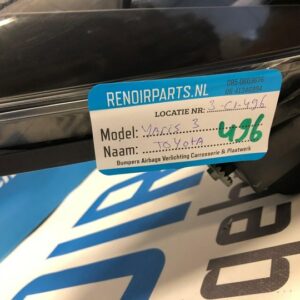 RENOIRPARTS.NL
LOCATIE NR: 3-C1-496
Model: Yaris 3
Naam: Toyota 496
Bumpers Airbags Verlichting Carrosserie & Plaatwerk